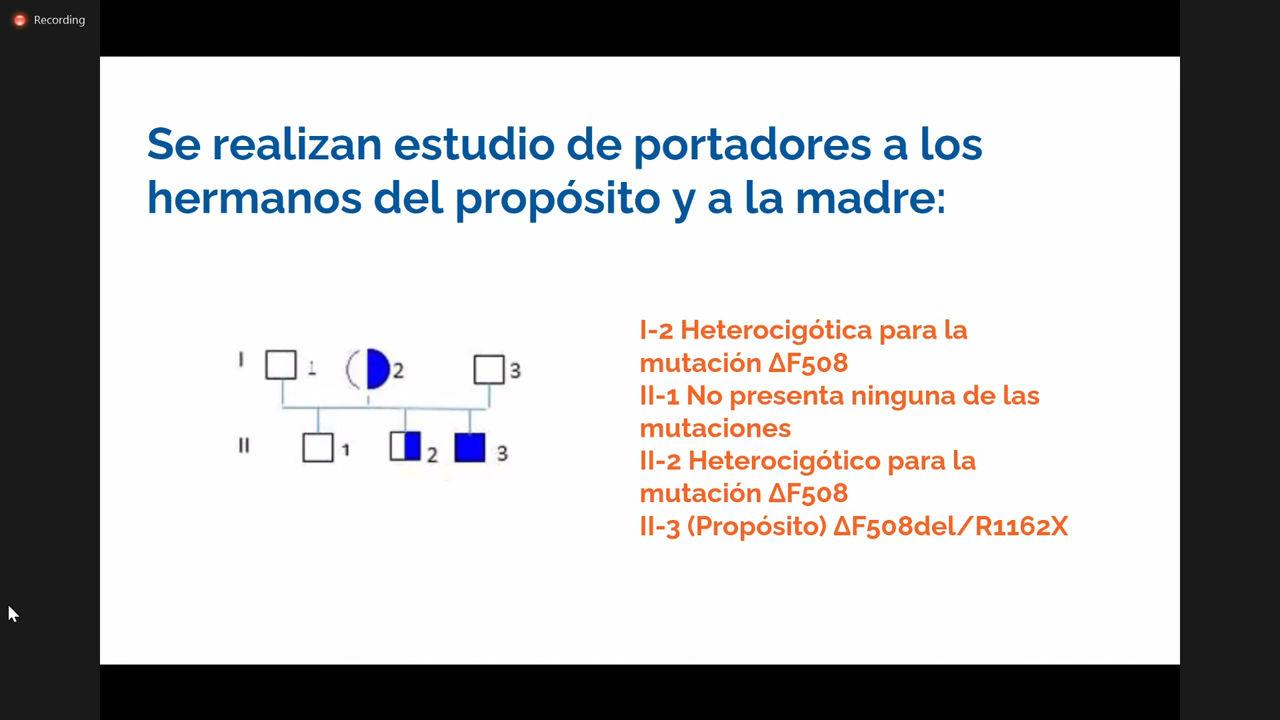 Recording
Se realizan estudio de portadores a los
hermanos del propósito y a la madre:
I 1 2 3
II 1 2 3
I-2 Heterocigótica para la
mutación ΔF508
II-1 No presenta ninguna de las
mutaciones
II-2 Heterocigótico para la
mutación ΔF508
II-3 (Propósito) ΔF508del/R1162X